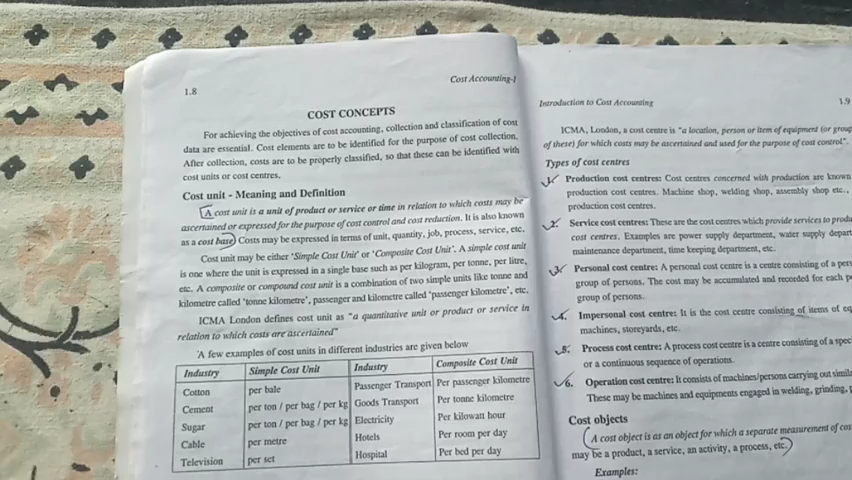 1.8
Cost Accounting-I
COST CONCEPTS
For achieving the objectives of cost accounting, collection and classification of cost
data are essential. Cost elements are to be identified for the purpose of cost collection.
After collection, costs are to be properly classified, so that these can be identified with
cost units or cost centres.
Cost unit - Meaning and Definition
A cost unit is a unit of product or service or time in relation to which costs may be
ascertained or expressed for the purpose of cost control and cost reduction. It is also known
as a cost base) Costs may be expressed in terms of unit, quantity, job, process, service, etc.
Cost unit may be either 'Simple Cost Unit' or 'Composite Cost Unit'. A simple cost unit
is one where the unit is expressed in a single base such as per kilogram, per tonne, per litre,
etc. A composite or compound cost unit is a combination of two simple units like tonne and
kilometre called 'tonne kilometre', passenger and kilometre called 'passenger kilometre', etc.
ICMA London defines cost unit as "a quantitative unit or product or service in
relation to which costs are ascertained"
A few examples of cost units in different industries are given below
Industry Simple Cost Unit Industry Composite Cost Unit
Cotton per bale Passenger Transport Per passenger kilometre
Cement per ton / per bag / per kg Goods Transport Per tonne kilometre
Sugar per ton / per bag / per kg Electricity Per kilowatt hour
Cable per metre Hotels Per room per day
Television per set Hospital Per bed per day
Introduction to Cost Accounting
1.9
ICMA, London, a cost centre is "a location, person or item of equipment (or group
of these) for which costs may be ascertained and used for the purpose of cost control".
Types of cost centres
1. Production cost centres: Cost centres concerned with production are known
production cost centres. Machine shop, welding shop, assembly shop etc.,
production cost centres.
2. Service cost centres: These are the cost centres which provide services to
cost centres. Examples are power supply department, water supply
maintenance department, time keeping department, etc.
3. Personal cost centre: A personal cost centre is a centre consisting of a
group of persons. The cost may be accumulated and recorded for each
group of persons.
4. Impersonal cost centre: It is the cost centre consisting of items of
machines, storeyards, etc.
5. Process cost centre: A process cost centre is a centre consisting of a
or a continuous sequence of operations.
6. Operation cost centre: It consists of machines/persons carrying out
These may be machines and equipments engaged in welding, grinding,
Cost objects
(A cost object is as an object for which a separate measurement of
may be a product, a service, an activity, a process, etc.)
Examples: